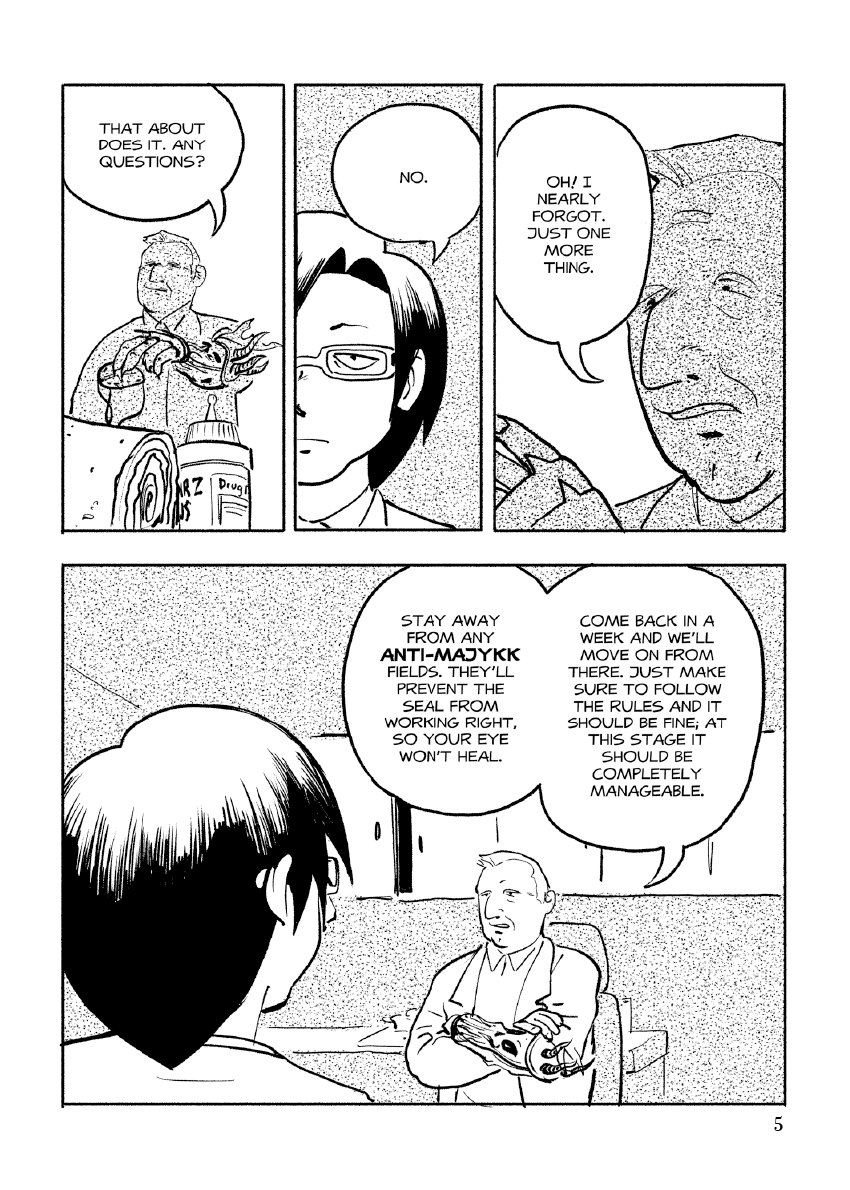 THAT ABOUT
DOES IT. ANY
QUESTIONS?
NO.
OH! I
NEARLY
FORGOT.
JUST ONE
MORE
THING.
Drug
STAY AWAY
FROM ANY
ANTI-MAJYKK
FIELDS. THEY'LL
PREVENT THE
SEAL FROM
WORKING RIGHT,
SO YOUR EYE
WON'T HEAL.
COME BACK IN A
WEEK AND WE'LL
MOVE ON FROM
THERE. JUST MAKE
SURE TO FOLLOW
THE RULES AND IT
SHOULD BE FINE; AT
THIS STAGE IT
SHOULD BE
COMPLETELY
MANAGEABLE.
5